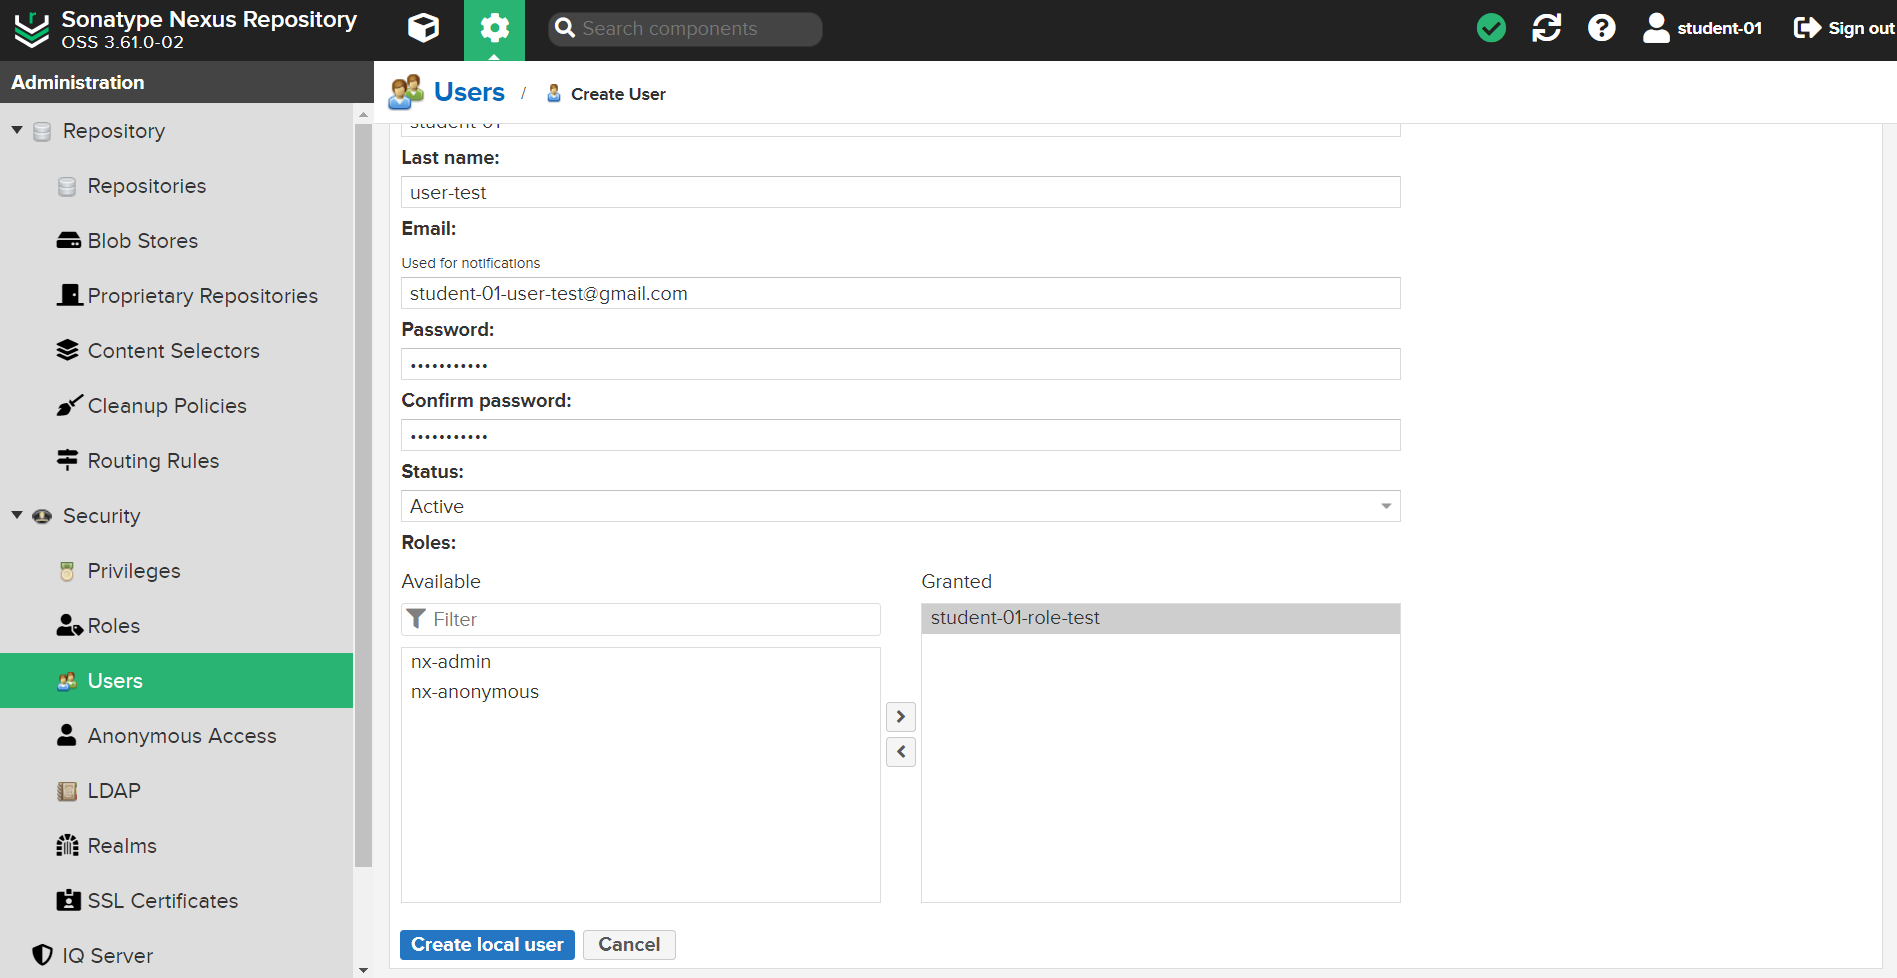 Sonatype Nexus Repository
OSS 3.61.0-02
Search components
student-01
Sign out
Administration
Repository
Repositories
Blob Stores
Proprietary Repositories
Content Selectors
Cleanup Policies
Routing Rules
Security
Privileges
Roles
Users
Anonymous Access
LDAP
Realms
SSL Certificates
IQ Server
Users / Create User
student-01
Last name:
user-test
Email:
Used for notifications
student-01-user-test@gmail.com
Password:
•••••••••••
Confirm password:
•••••••••••
Status:
Active
Roles:
Available
Filter
nx-admin
nx-anonymous
Granted
student-01-role-test
Create local user
Cancel